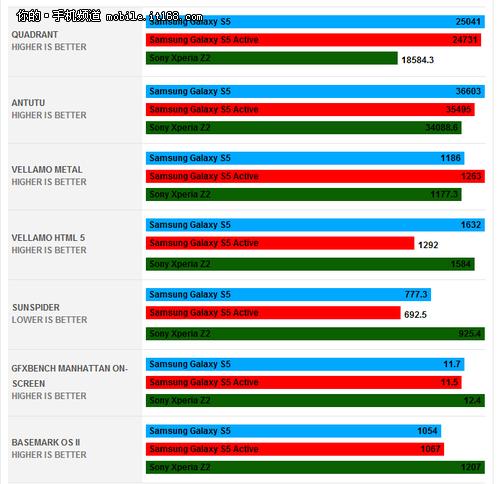 你的·手机频道 mobile.it168.com
QUADRANT
HIGHER IS BETTER
Samsung Galaxy S5 25041
Samsung Galaxy S5 Active 24731
Sony Xperia Z2 18584.3
ANTUTU
HIGHER IS BETTER
Samsung Galaxy S5 36603
Samsung Galaxy S5 Active 35495
Sony Xperia Z2 34088.6
VELLAMO METAL
HIGHER IS BETTER
Samsung Galaxy S5 1186
Samsung Galaxy S5 Active 1263
Sony Xperia Z2 1177.3
VELLAMO HTML 5
HIGHER IS BETTER
Samsung Galaxy S5 1632
Samsung Galaxy S5 Active 1292
Sony Xperia Z2 1584
SUNSPIDER
LOWER IS BETTER
Samsung Galaxy S5 777.3
Samsung Galaxy S5 Active 692.5
Sony Xperia Z2 925.4
GFXBENCH MANHATTAN ON-
SCREEN
HIGHER IS BETTER
Samsung Galaxy S5 11.7
Samsung Galaxy S5 Active 11.5
Sony Xperia Z2 12.4
BASEMARK OS II
HIGHER IS BETTER
Samsung Galaxy S5 1054
Samsung Galaxy S5 Active 1067
Sony Xperia Z2 1207